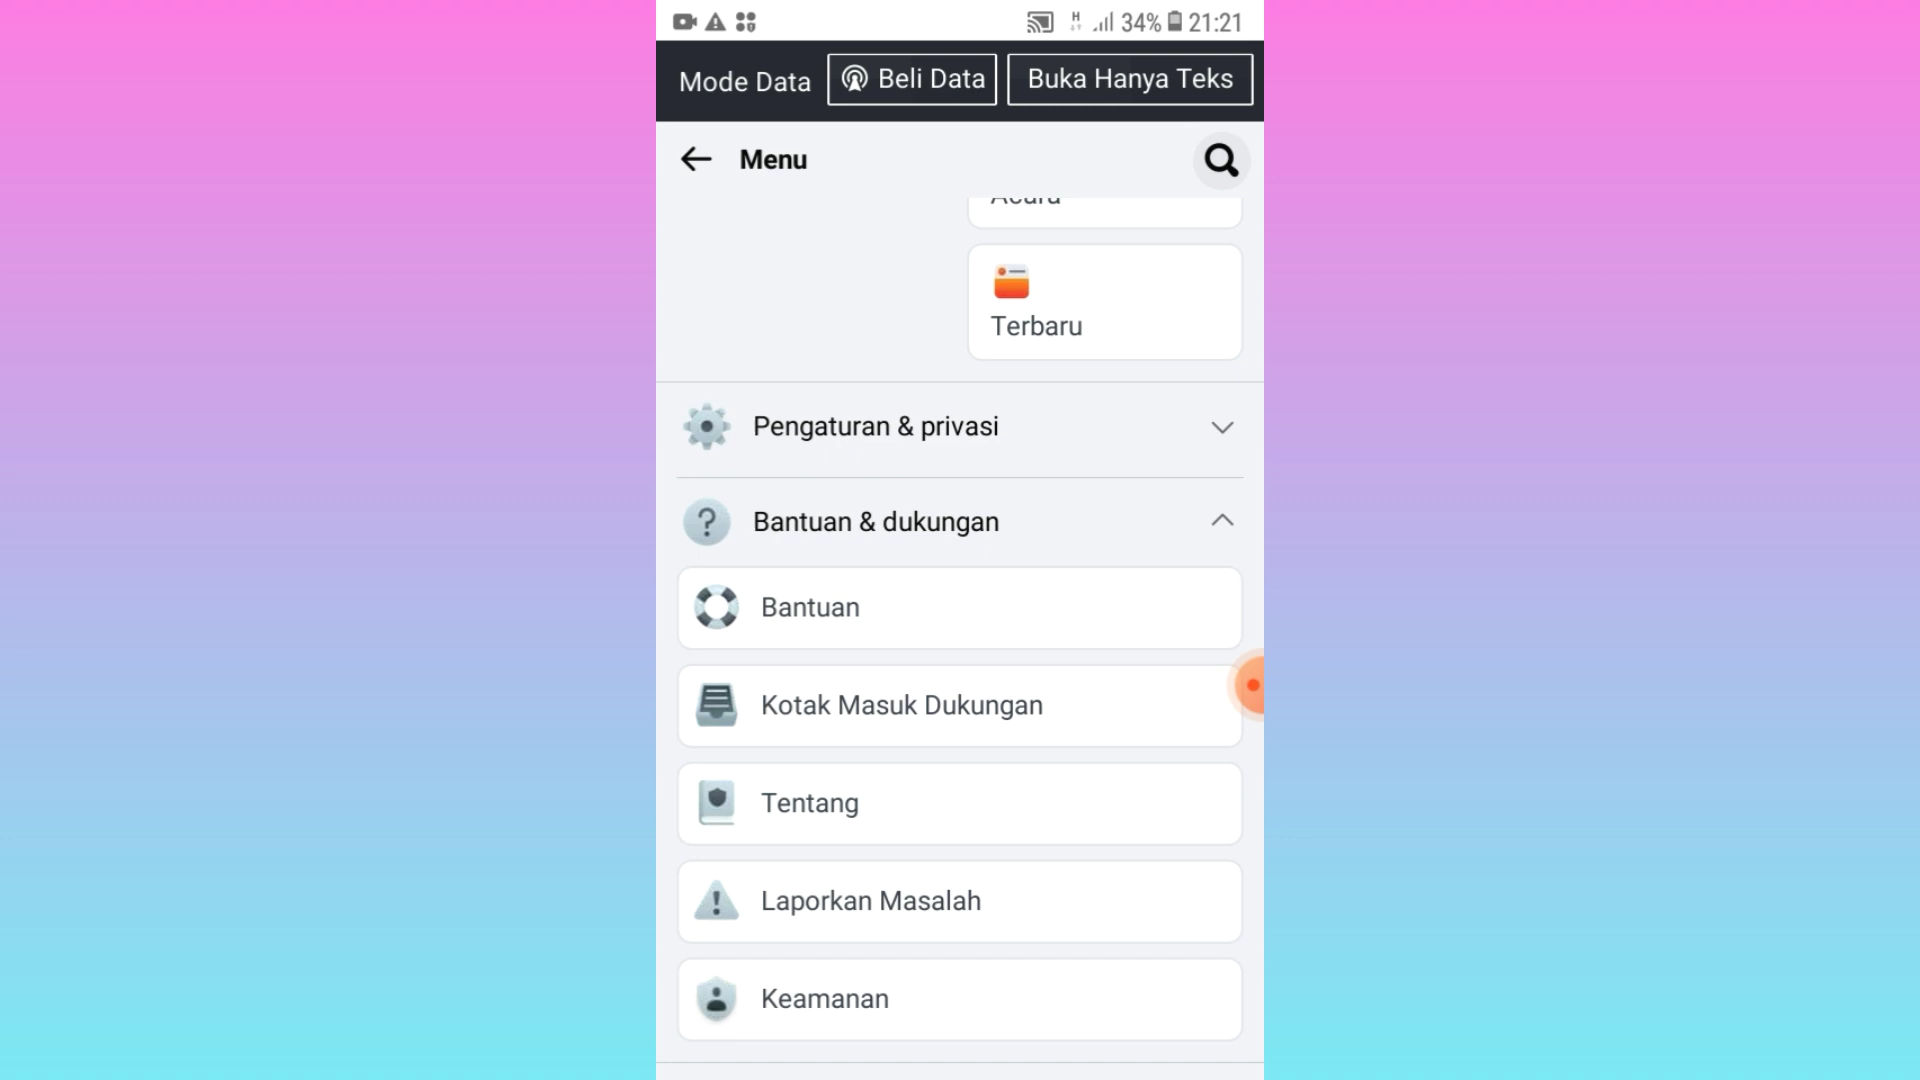 H 34% 21:21
Mode Data Beli Data Buka Hanya Teks
Menu
Acara
Terbaru
Pengaturan & privasi
Bantuan & dukungan
Bantuan
Kotak Masuk Dukungan
Tentang
Laporkan Masalah
Keamanan